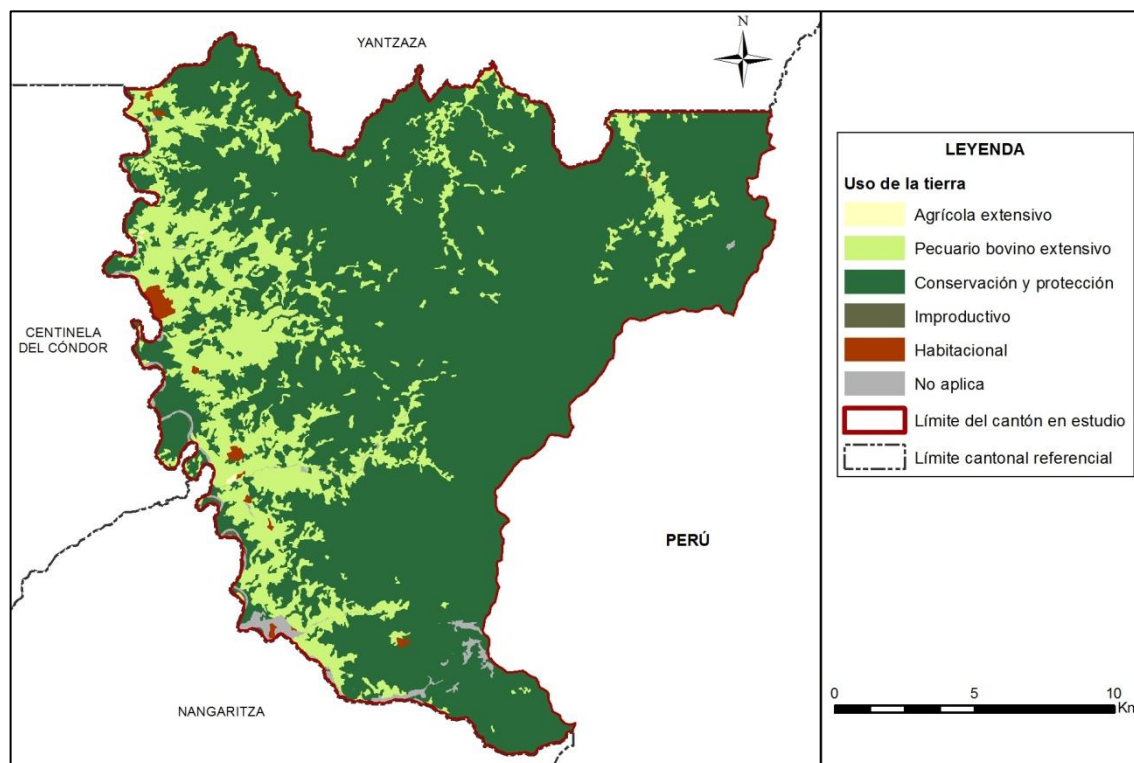 YANTZAZA
N
CENTINELA
DEL CÓNDOR
PERÚ
NANGARITZA
LEYENDA
Uso de la tierra
Agrícola extensivo
Pecuario bovino extensivo
Conservación y protección
Improductivo
Habitacional
No aplica
Límite del cantón en estudio
Límite cantonal referencial
0 5 10
Km